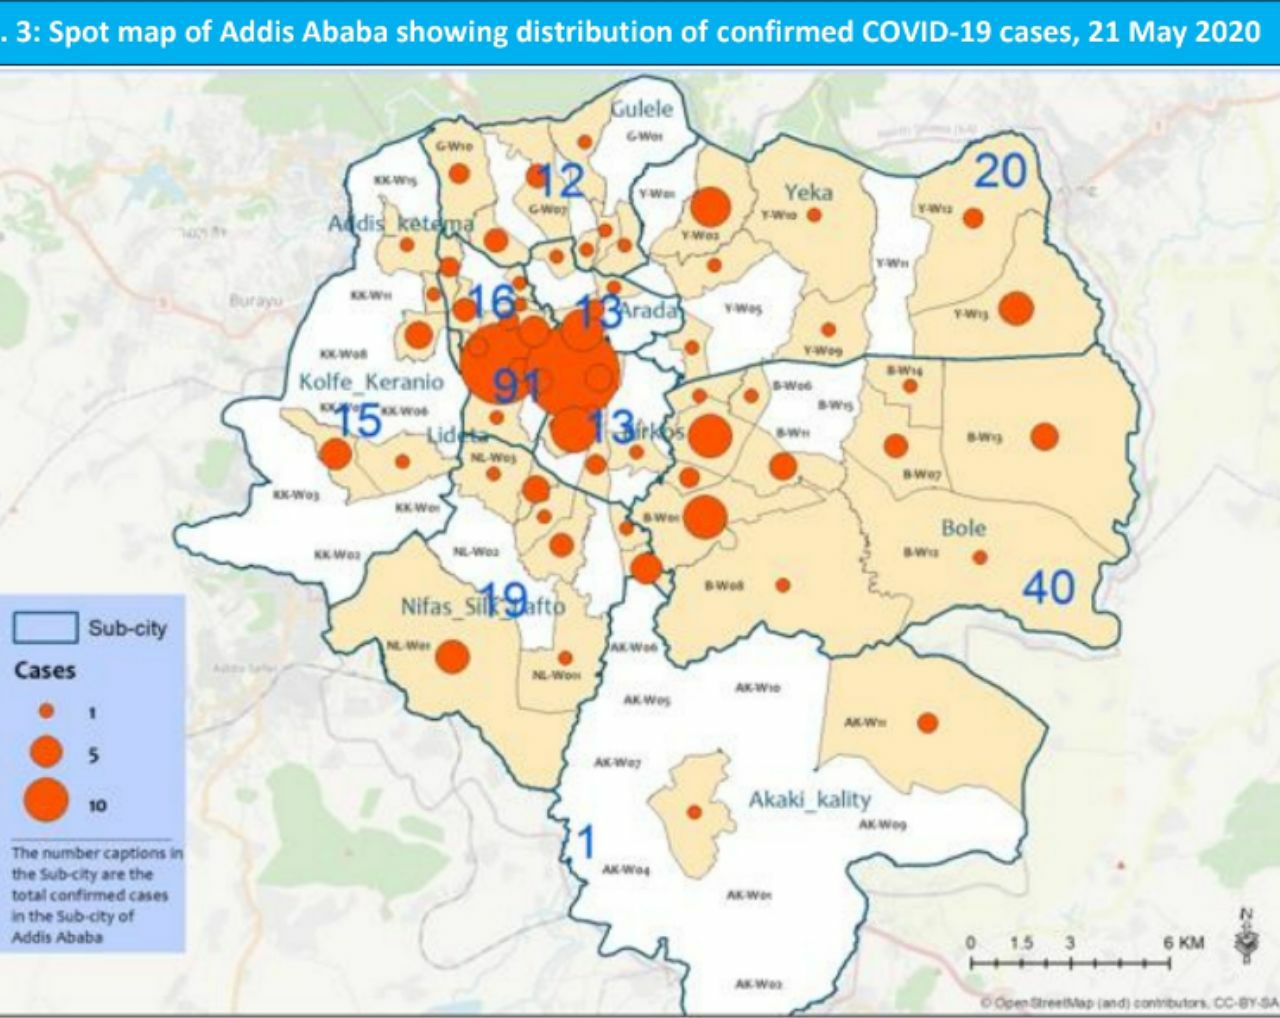 . 3: Spot map of Addis Ababa showing distribution of confirmed COVID-19 cases, 21 May 2020
Gulele
G-W01
G-W10
12
20
KK-W15
Y-W01
Yeka
Y-W12
G-W07
Y-W10
Addis_ketema
Y-W02
Y-W11
KK-W11
Burayu
16
13
Arada
Y-W05
Y-W13
KK-W08
Y-W09
Kolfe_Keranio
91
B-W14
B-W06
B-W15
KK-W06
15
Lideta
13
B-W11
B-W13
NL-W03
B-W07
KK-W03
KK-W01
B-W01
Bole
KK-W02
NL-W02
B-W12
B-W08
40
19
Nifas_Silk_Lafto
NL-W01
AK-W06
NL-W011
AK-W10
AK-W05
AK-W11
AK-W07
Akaki_kality
AK-W09
1
AK-W04
AK-W01
AK-W02
Sub-city
Cases
1
5
10
The number captions in
the Sub-city are the
total confirmed cases
in the Sub-city of
Addis Ababa
N
0 1.5 3 6 KM
© OpenStreetMap (and) contributors, CC-BY-SA